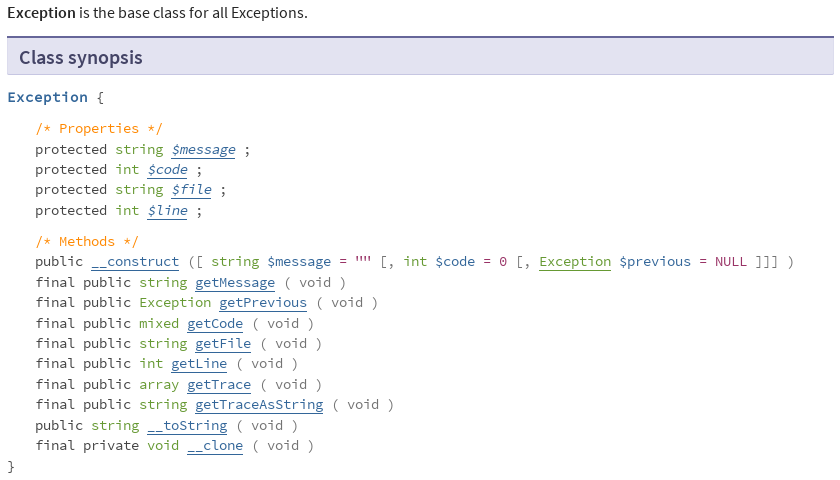 Exception is the base class for all Exceptions.
Class synopsis
Exception {
/* Properties */
protected string $message ;
protected int $code ;
protected string $file ;
protected int $line ;
/* Methods */
public __construct ([ string $message = "" [, int $code = 0 [, Exception $previous = NULL ]]] )
final public string getMessage ( void )
final public Exception getPrevious ( void )
final public mixed getCode ( void )
final public string getFile ( void )
final public int getLine ( void )
final public array getTrace ( void )
final public string getTraceAsString ( void )
public string __toString ( void )
final private void __clone ( void )
}